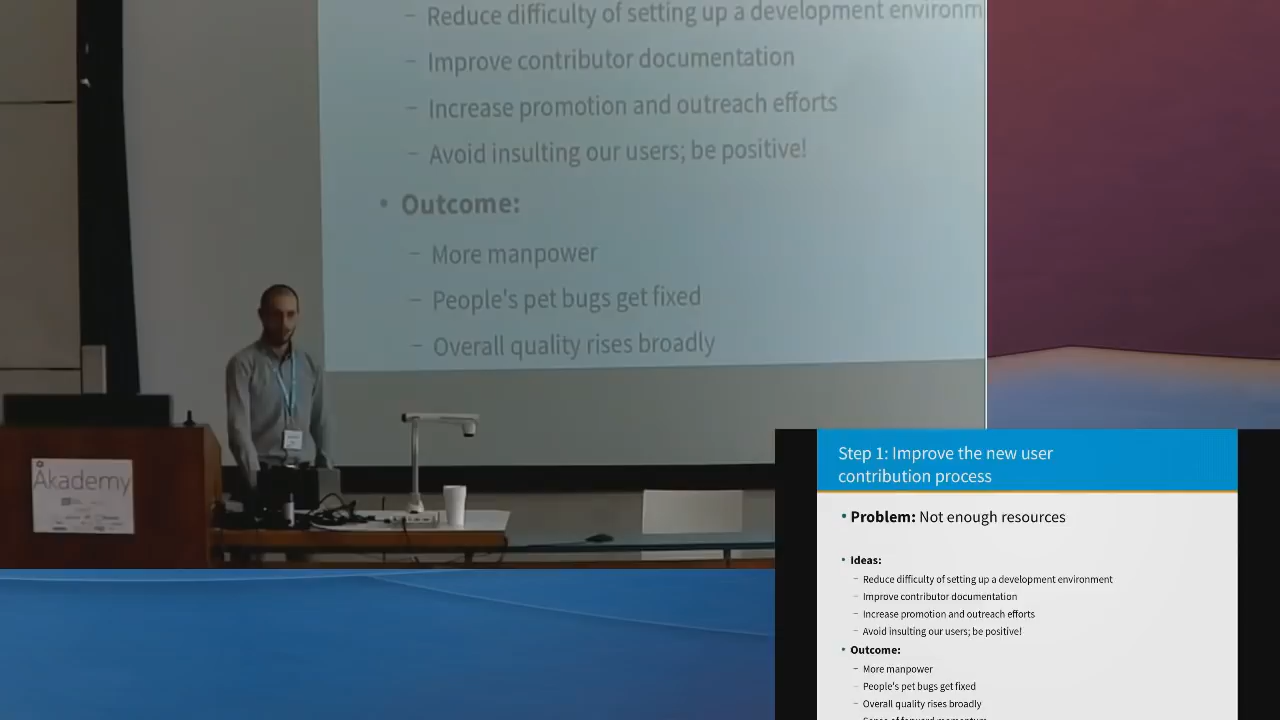 – Reduce difficulty of setting up a development environm
– Improve contributor documentation
– Increase promotion and outreach efforts
– Avoid insulting our users; be positive!
• Outcome:
– More manpower
– People's pet bugs get fixed
– Overall quality rises broadly
Akademy
Step 1: Improve the new user
contribution process
• Problem: Not enough resources
• Ideas:
– Reduce difficulty of setting up a development environment
– Improve contributor documentation
– Increase promotion and outreach efforts
– Avoid insulting our users; be positive!
• Outcome:
– More manpower
– People's pet bugs get fixed
– Overall quality rises broadly
– Sense of forward momentum